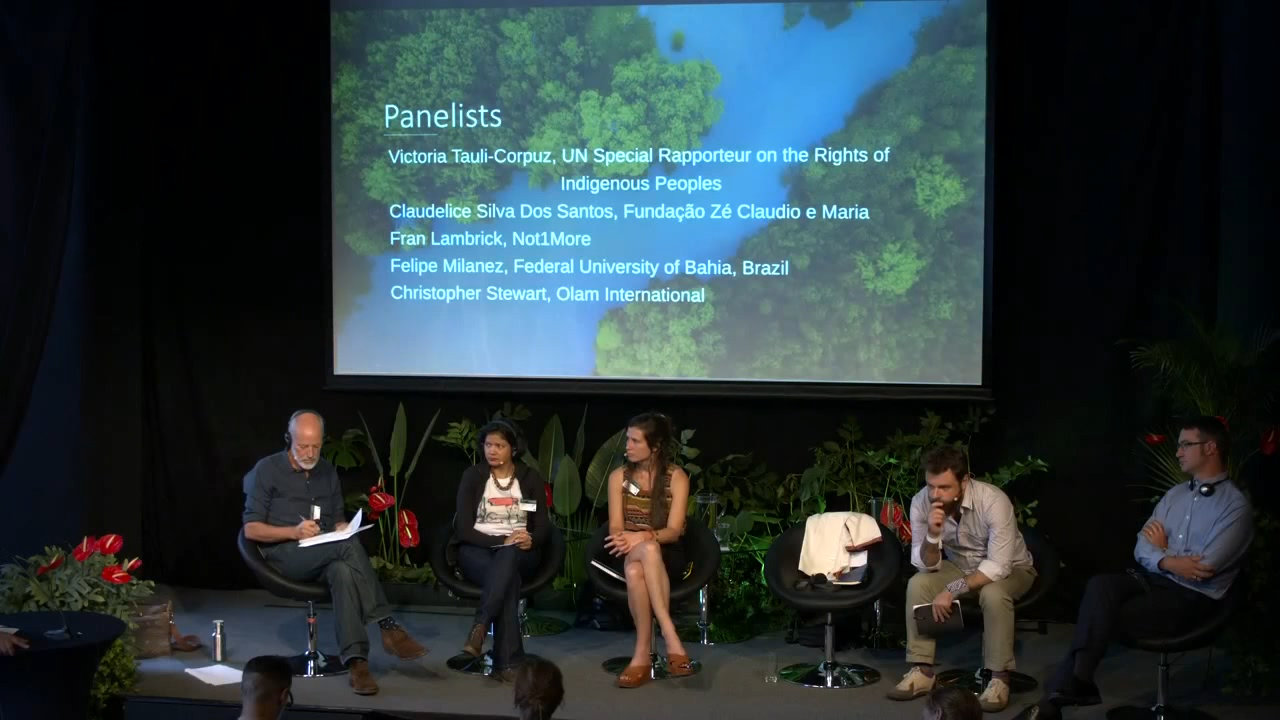 Panelists
Victoria Tauli-Corpuz, UN Special Rapporteur on the Rights of
Indigenous Peoples
Claudelice Silva Dos Santos, Fundação Zé Claudio e Maria
Fran Lambrick, Not1More
Felipe Milanez, Federal University of Bahia, Brazil
Christopher Stewart, Olam International